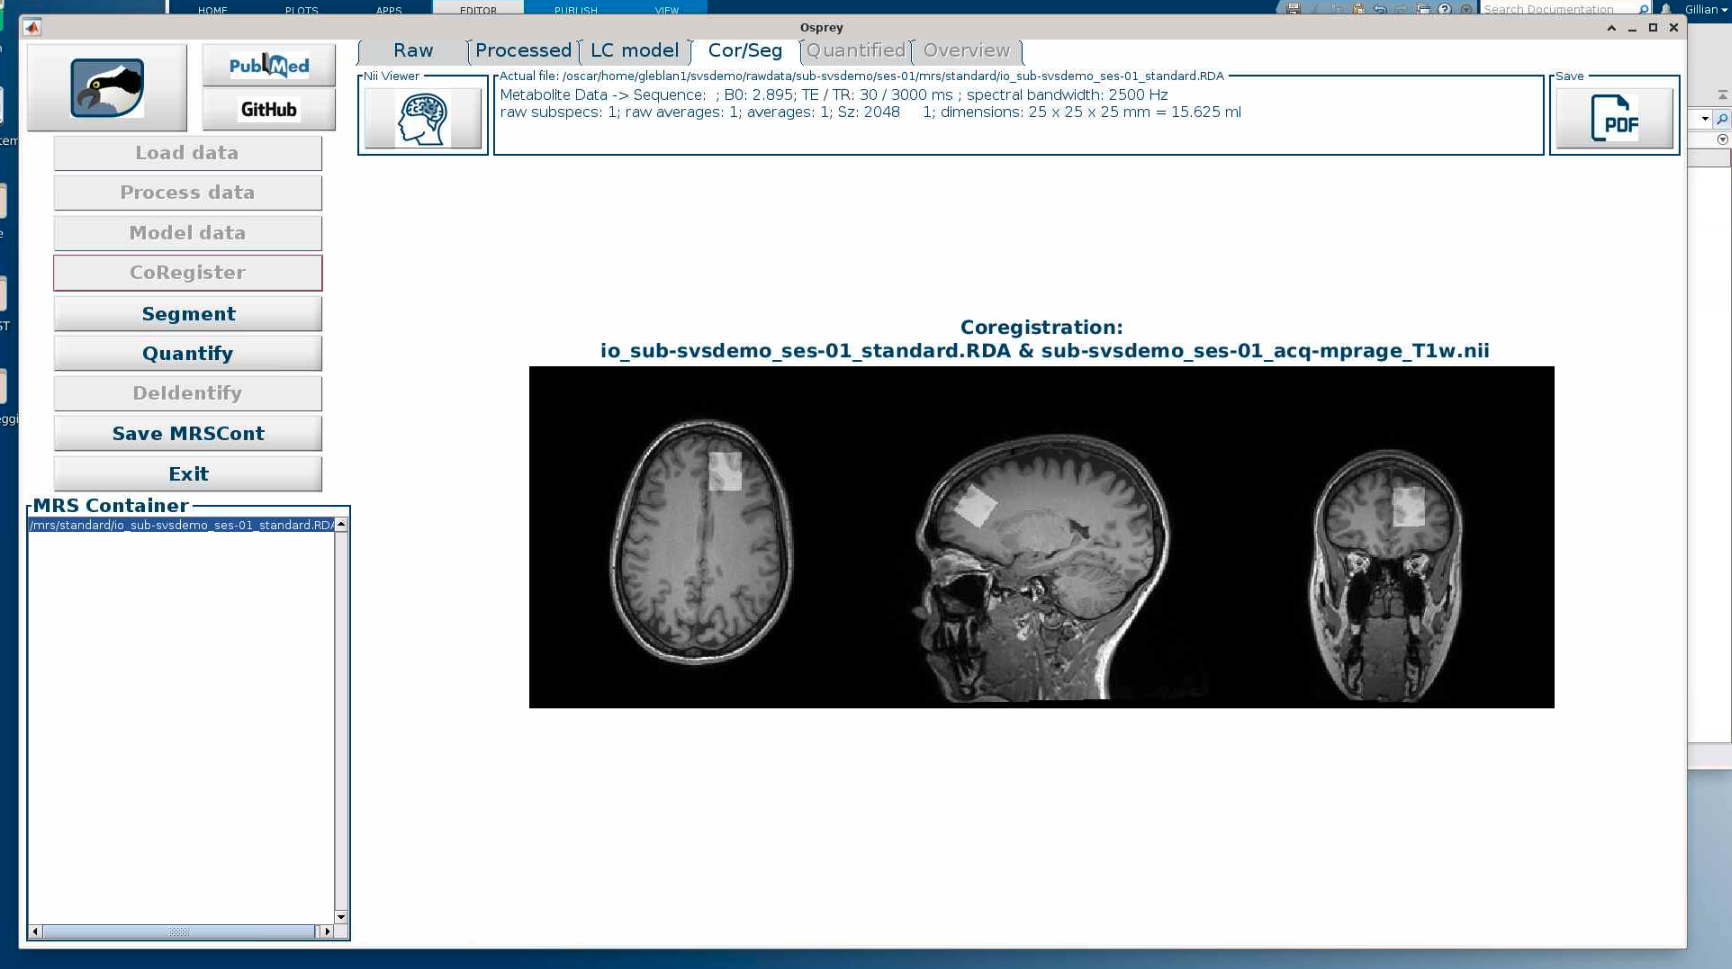 HOME PLOTS APPS EDITOR PUBLISH VIEW Search Documentation Gillian
Osprey
PubMed
GitHub
Raw Processed LC model Cor/Seg Quantified Overview
Nii Viewer
Actual file: /oscar/home/gleblan1/svsdemo/rawdata/sub-svsdemo/ses-01/mrs/standard/io_sub-svsdemo_ses-01_standard.RDA
Metabolite Data -> Sequence: ; B0: 2.895; TE / TR: 30 / 3000 ms ; spectral bandwidth: 2500 Hz
raw subspecs: 1; raw averages: 1; averages: 1; Sz: 2048 1; dimensions: 25 x 25 x 25 mm = 15.625 ml
Save
PDF
Load data
Process data
Model data
CoRegister
Segment
Quantify
DeIdentify
Save MRSCont
Exit
MRS Container
/mrs/standard/io_sub-svsdemo_ses-01_standard.RDA
Coregistration:
io_sub-svsdemo_ses-01_standard.RDA & sub-svsdemo_ses-01_acq-mprage_T1w.nii